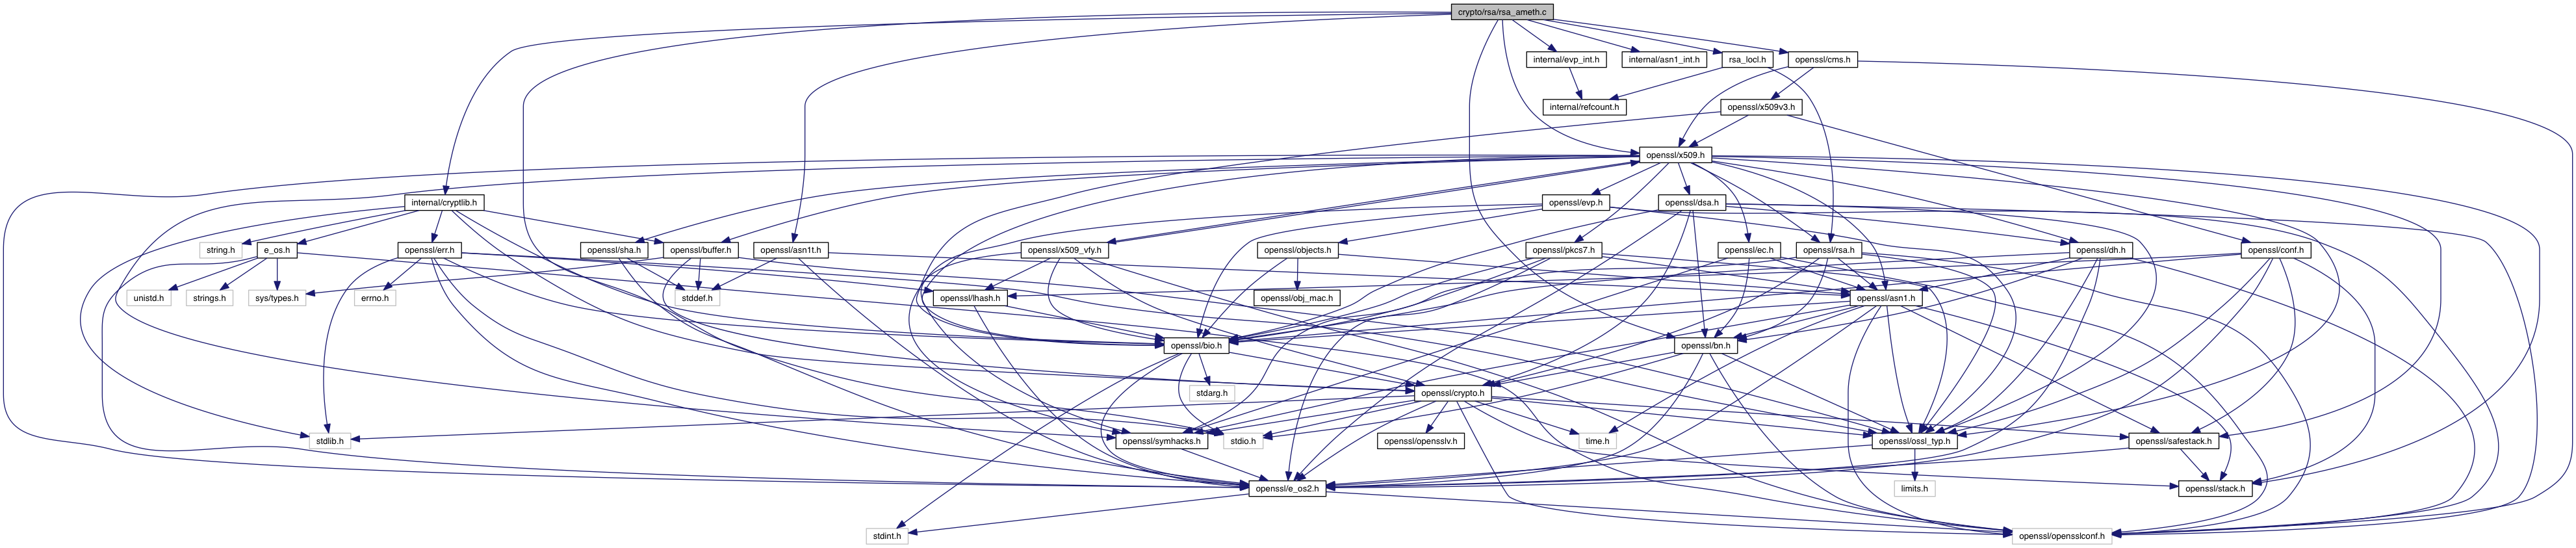 crypto/rsa/rsa_ameth.c
internal/evp_int.h
internal/asn1_int.h
rsa_locl.h
openssl/cms.h
internal/refcount.h
openssl/x509v3.h
openssl/x509.h
internal/cryptlib.h
openssl/evp.h
openssl/dsa.h
string.h
e_os.h
openssl/err.h
openssl/sha.h
openssl/buffer.h
openssl/asn1t.h
openssl/x509_vfy.h
openssl/objects.h
openssl/pkcs7.h
openssl/ec.h
openssl/rsa.h
openssl/dh.h
openssl/conf.h
unistd.h
strings.h
sys/types.h
errno.h
stddef.h
openssl/lhash.h
openssl/obj_mac.h
openssl/asn1.h
openssl/bio.h
openssl/bn.h
stdarg.h
openssl/crypto.h
stdlib.h
openssl/symhacks.h
stdio.h
openssl/opensslv.h
time.h
openssl/ossl_typ.h
openssl/safestack.h
openssl/e_os2.h
limits.h
openssl/stack.h
stdint.h
openssl/opensslconf.h